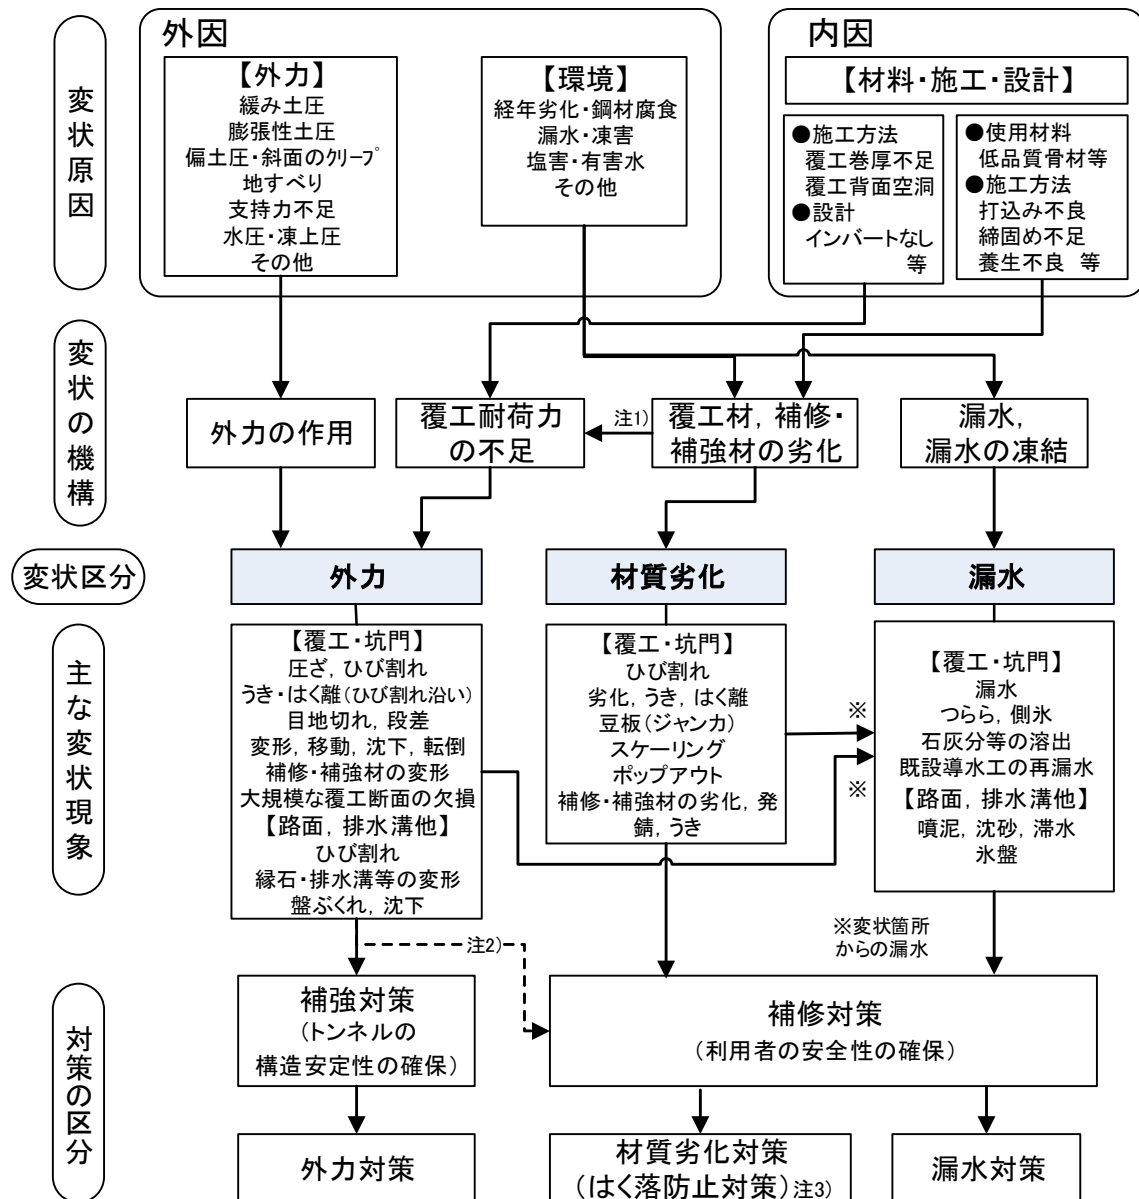 変状原因
外因
【外力】
緩み土圧
膨張性土圧
偏土圧・斜面のクリープ
地すべり
支持力不足
水圧・凍上圧
その他
【環境】
経年劣化・鋼材腐食
漏水・凍害
塩害・有害水
その他
内因
【材料・施工・設計】
●施工方法
覆工巻厚不足
覆工背面空洞
●設計
インバートなし
等
●使用材料
低品質骨材等
●施工方法
打込み不良
締固め不足
養生不良 等
変状の機構
外力の作用
覆工耐荷力
の不足
注1)
覆工材，補修・
補強材の劣化
漏水，
漏水の凍結
変状区分
外力
材質劣化
漏水
主な変状現象
【覆工・坑門】
圧ざ，ひび割れ
うき・はく離（ひび割れ沿い）
目地切れ，段差
変形，移動，沈下，転倒
補修・補強材の変形
大規模な覆工断面の欠損
【路面，排水溝他】
ひび割れ
縁石・排水溝等の変形
盤ぶくれ，沈下
【覆工・坑門】
ひび割れ
劣化，うき，はく離
豆板（ジャンカ）
スケーリング
ポップアウト
補修・補強材の劣化，発
錆，うき
※
※
【覆工・坑門】
漏水
つらら，側氷
石灰分等の溶出
既設導水工の再漏水
【路面，排水溝他】
噴泥，沈砂，滞水
氷盤
※変状箇所
からの漏水
注2)
対策の区分
補強対策
（トンネルの
構造安定性の確保）
補修対策
（利用者の安全性の確保）
外力対策
材質劣化対策
（はく落防止対策）注3)
漏水対策